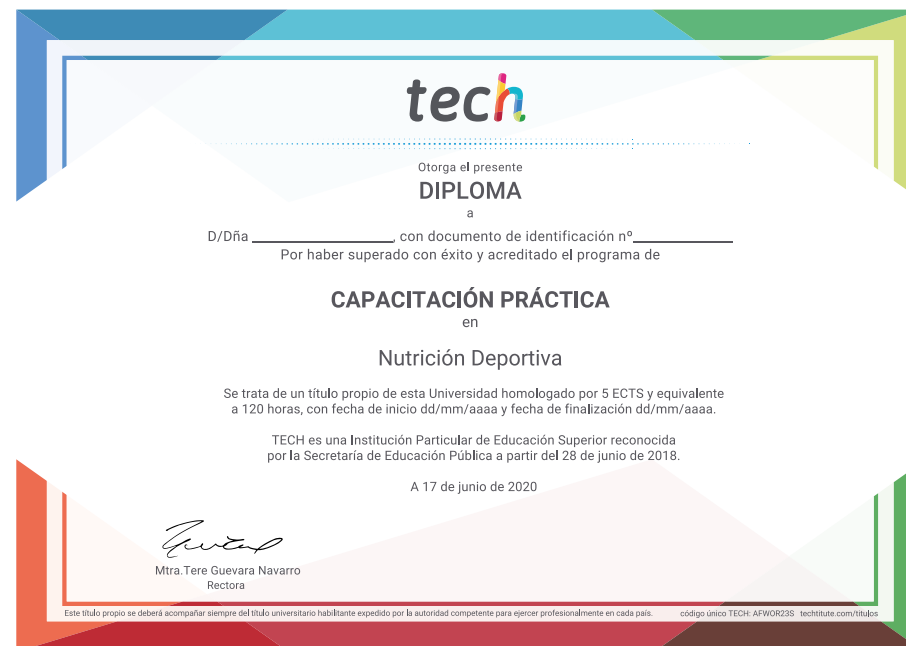 tech
Otorga el presente
DIPLOMA
a
D/Dña ______________, con documento de identificación nº__________
Por haber superado con éxito y acreditado el programa de
CAPACITACIÓN PRÁCTICA
en
Nutrición Deportiva
Se trata de un título propio de esta Universidad homologado por 5 ECTS y equivalente
a 120 horas, con fecha de inicio dd/mm/aaaa y fecha de finalización dd/mm/aaaa.
TECH es una Institución Particular de Educación Superior reconocida
por la Secretaría de Educación Pública a partir del 28 de junio de 2018.
A 17 de junio de 2020
Mtra.Tere Guevara Navarro
Rectora
Este título propio se deberá acompañar siempre del título universitario habilitante expedido por la autoridad competente para ejercer profesionalmente en cada país. código único TECH: AFWOR23S techtitute.com/titulos